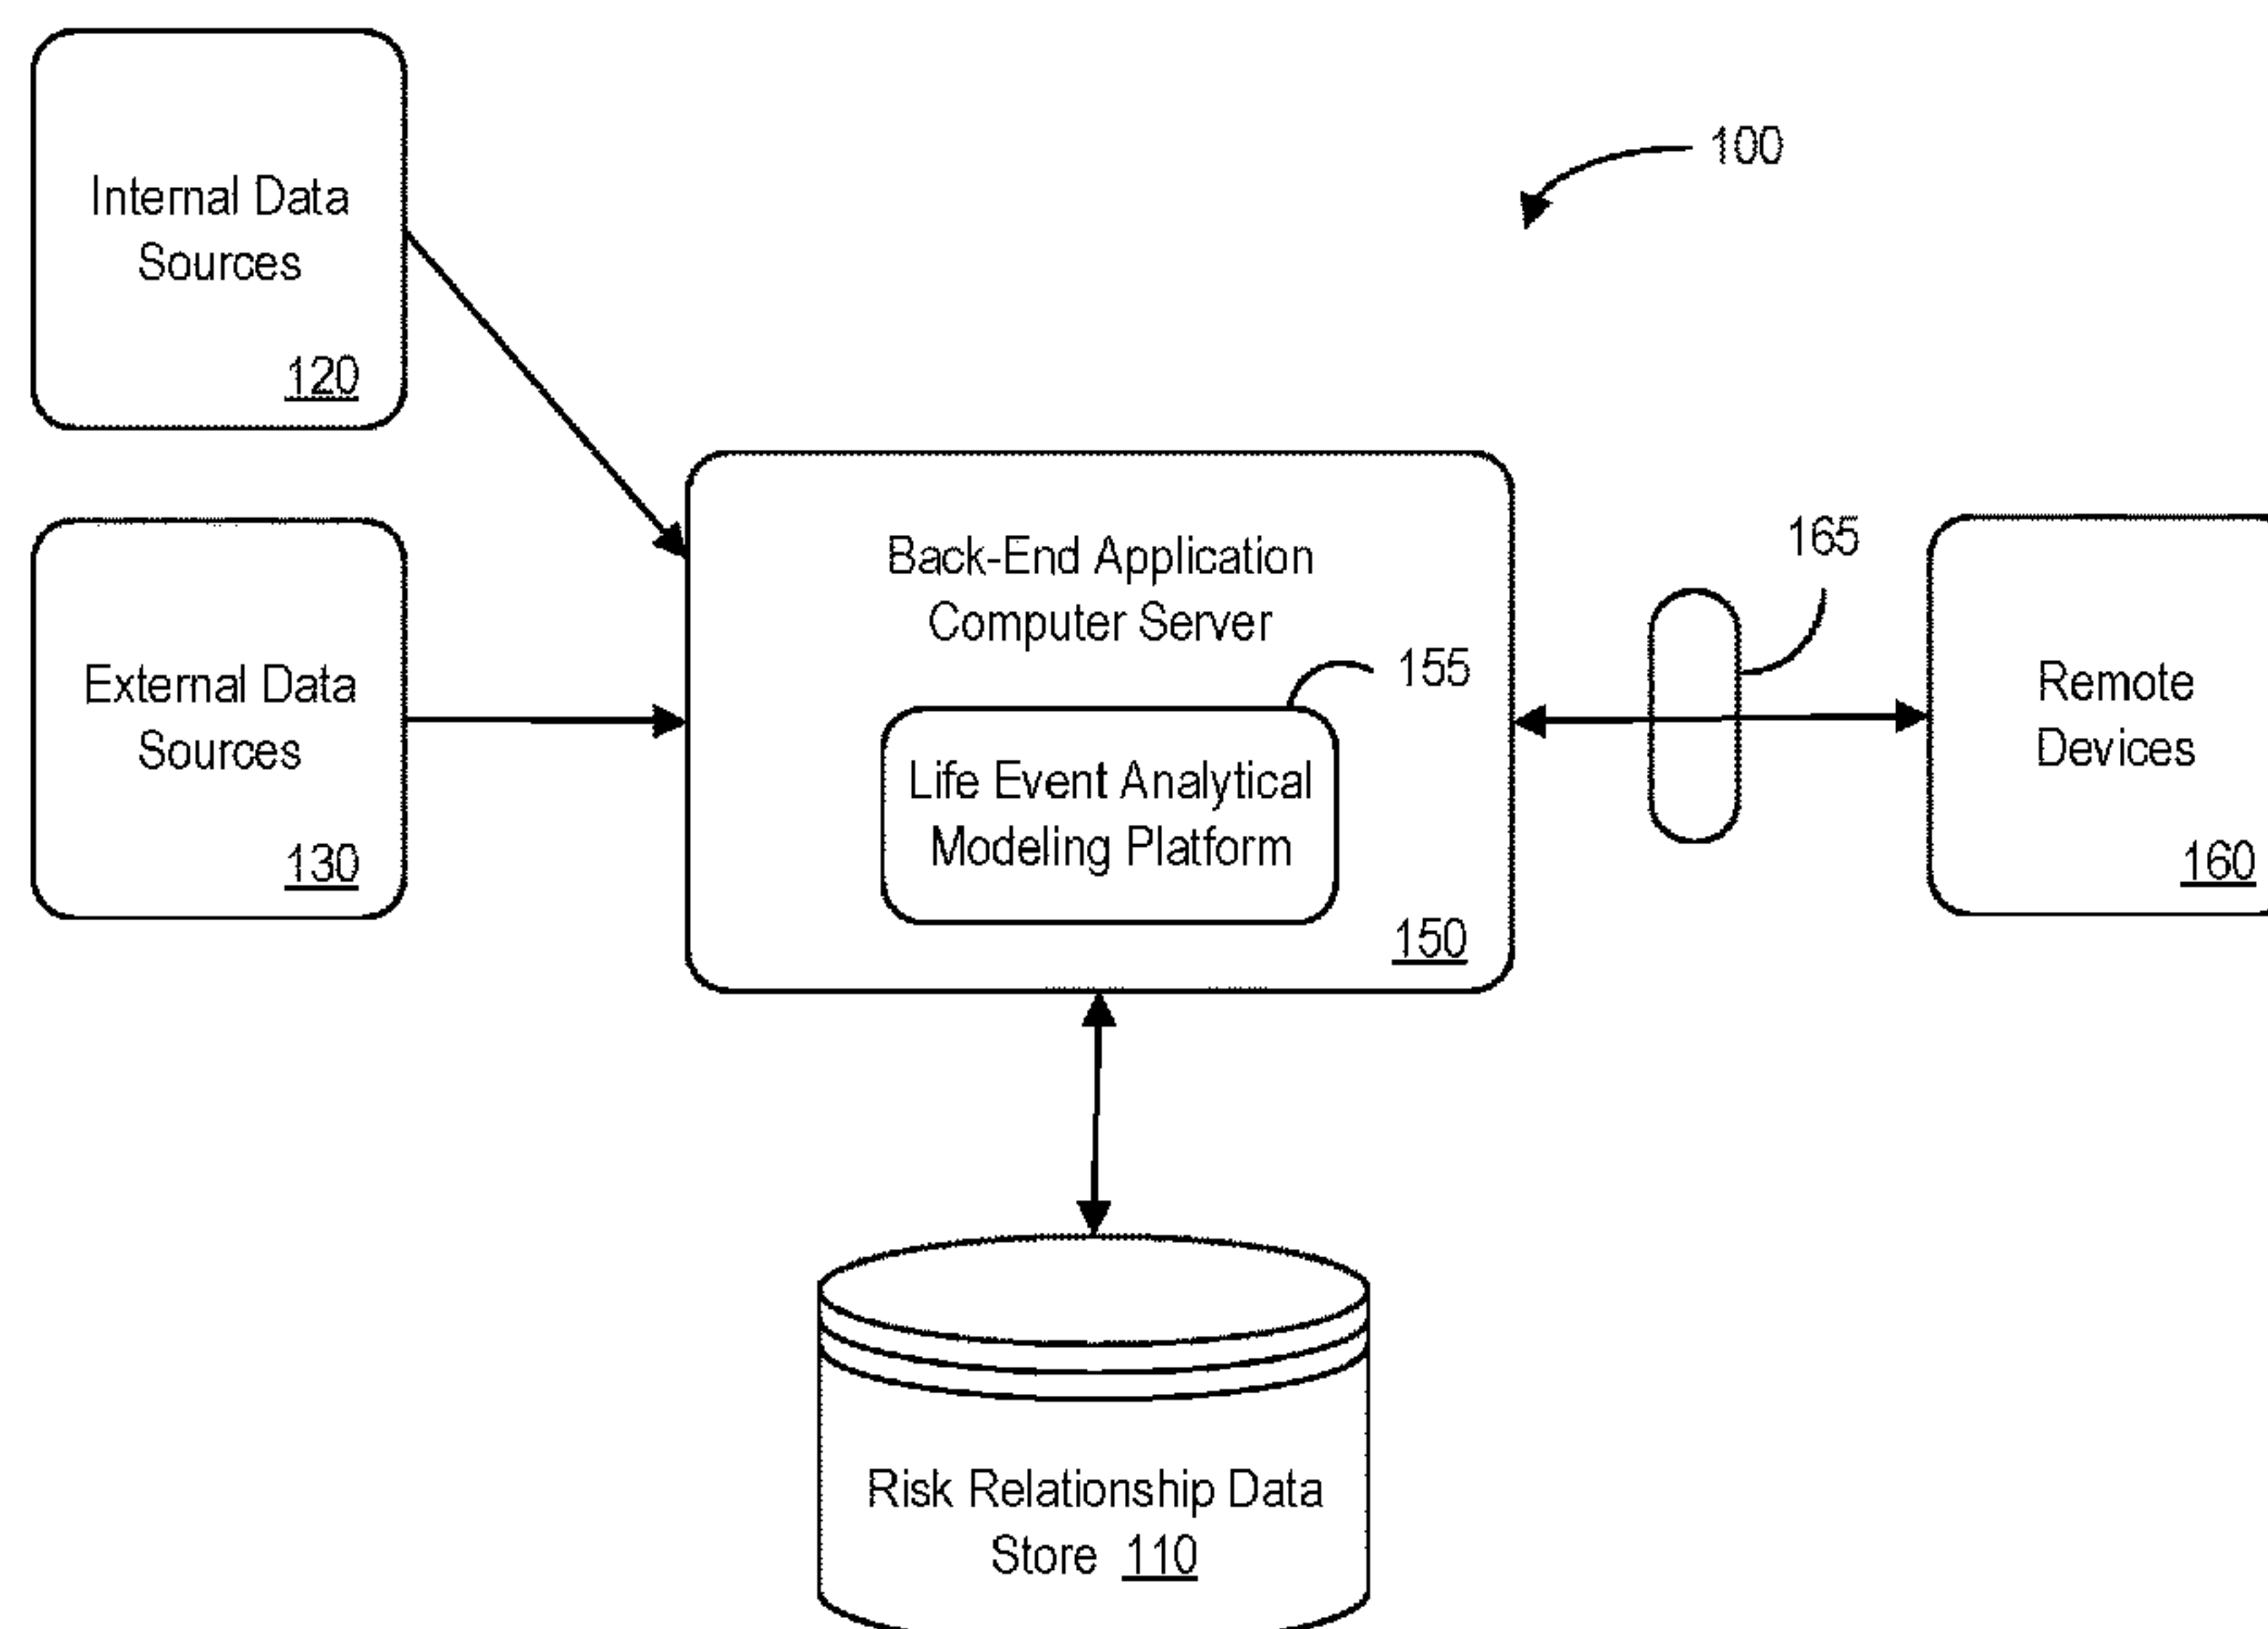 Internal Data
Sources
120
100
External Data
Sources
130
Back-End Application
Computer Server
155
Life Event Analytical
Modeling Platform
150
165
Remote
Devices
160
Risk Relationship Data
Store 110